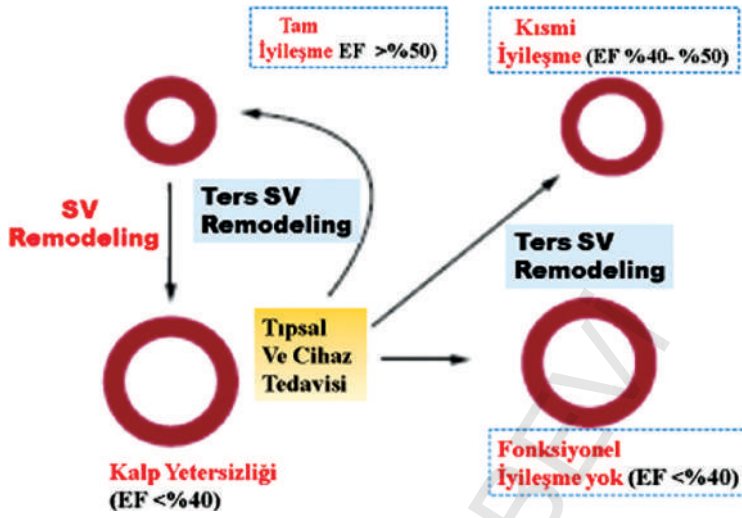 Tam
İyileşme EF >%50)
Kısmi
İyileşme (EF %40- %50)
SV
Remodeling
Ters SV
Remodeling
Ters SV
Remodeling
Tıpsal
Ve Cihaz
Tedavisi
Kalp Yetersizliği
(EF <%40)
Fonksiyonel
İyileşme yok (EF <%40)